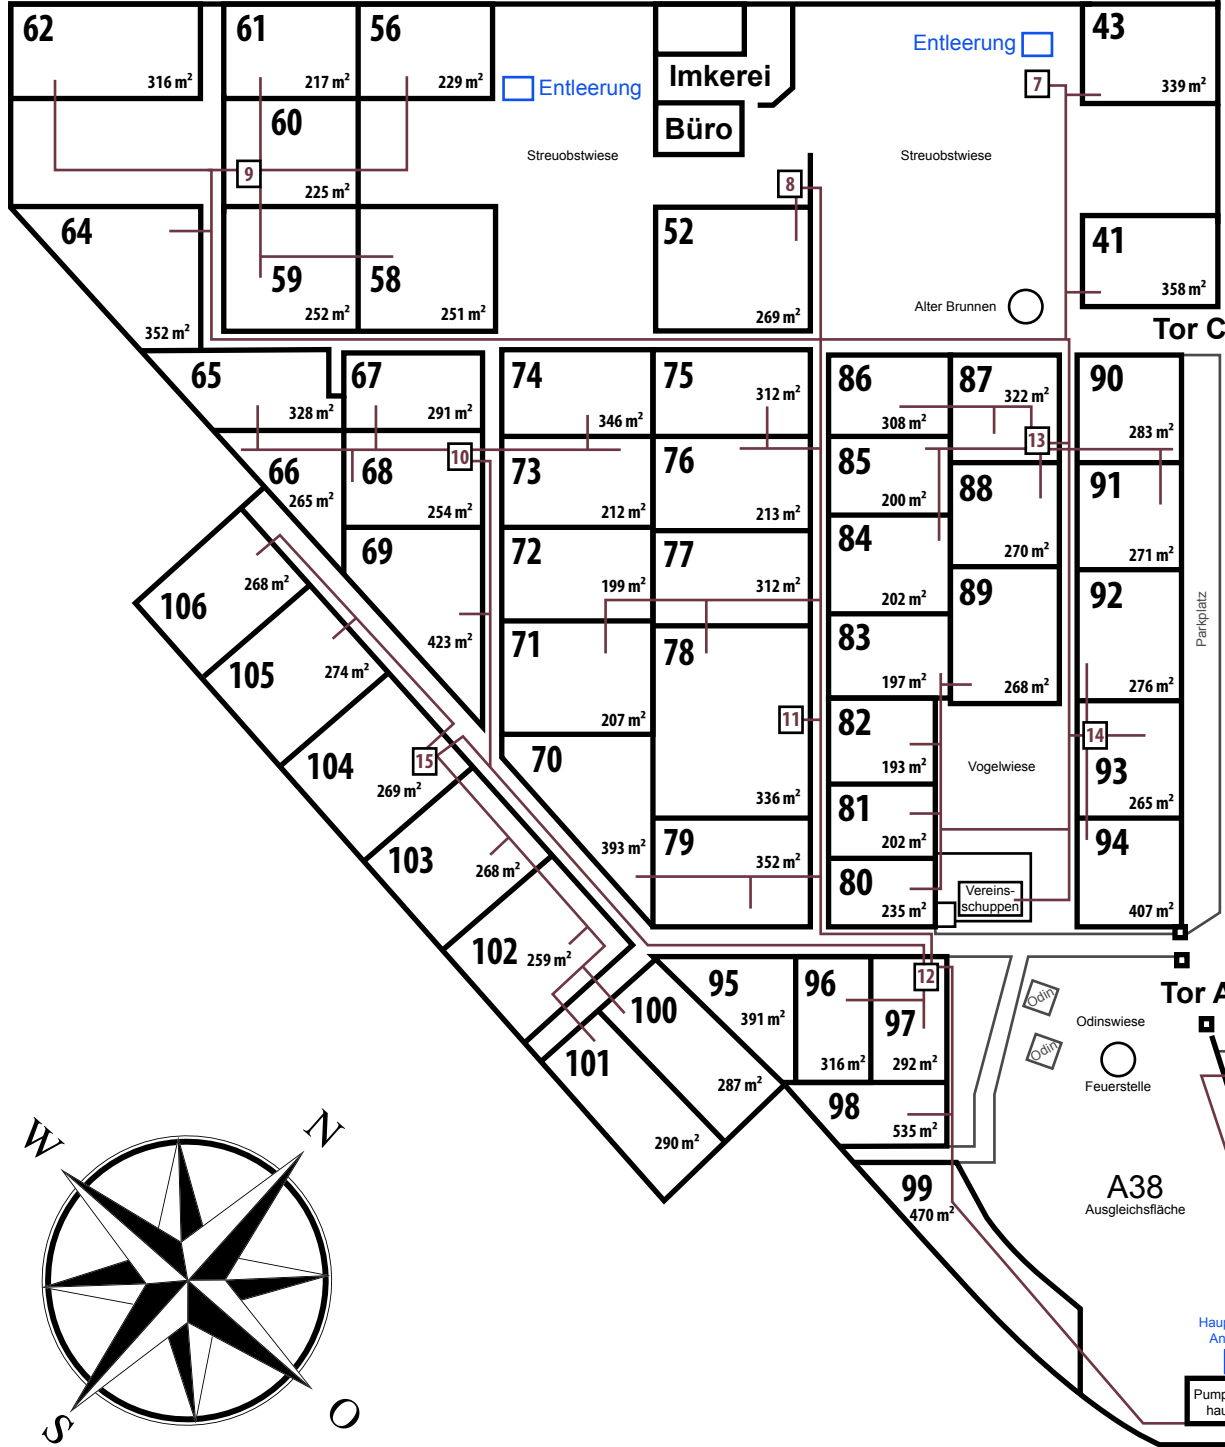 62
316 m²
61
217 m²
56
229 m²
Entleerung
Imkerei
Büro
Entleerung
7
43
339 m²
60
225 m²
9
Streuobstwiese
Streuobstwiese
8
64
352 m²
59
252 m²
58
251 m²
52
269 m²
Alter Brunnen
41
358 m²
Tor C
65
328 m²
67
291 m²
74
346 m²
75
312 m²
86
308 m²
87
322 m²
90
283 m²
13
10
66
265 m²
68
254 m²
73
212 m²
76
213 m²
85
200 m²
88
270 m²
91
271 m²
69
423 m²
72
199 m²
77
312 m²
84
202 m²
89
268 m²
92
276 m²
Parkplatz
106
268 m²
105
274 m²
71
207 m²
78
336 m²
83
197 m²
11
82
193 m²
Vogelwiese
14
93
265 m²
104
269 m²
15
70
393 m²
81
202 m²
94
407 m²
103
268 m²
79
352 m²
80
235 m²
Vereins-
schuppen
102
259 m²
12
95
391 m²
96
316 m²
97
292 m²
Odin
Odin
Tor A
Odinswiese
Feuerstelle
100
287 m²
101
290 m²
98
535 m²
99
470 m²
A38
Ausgleichsfläche
W
N
S
O
Haup
An
Pump
hau